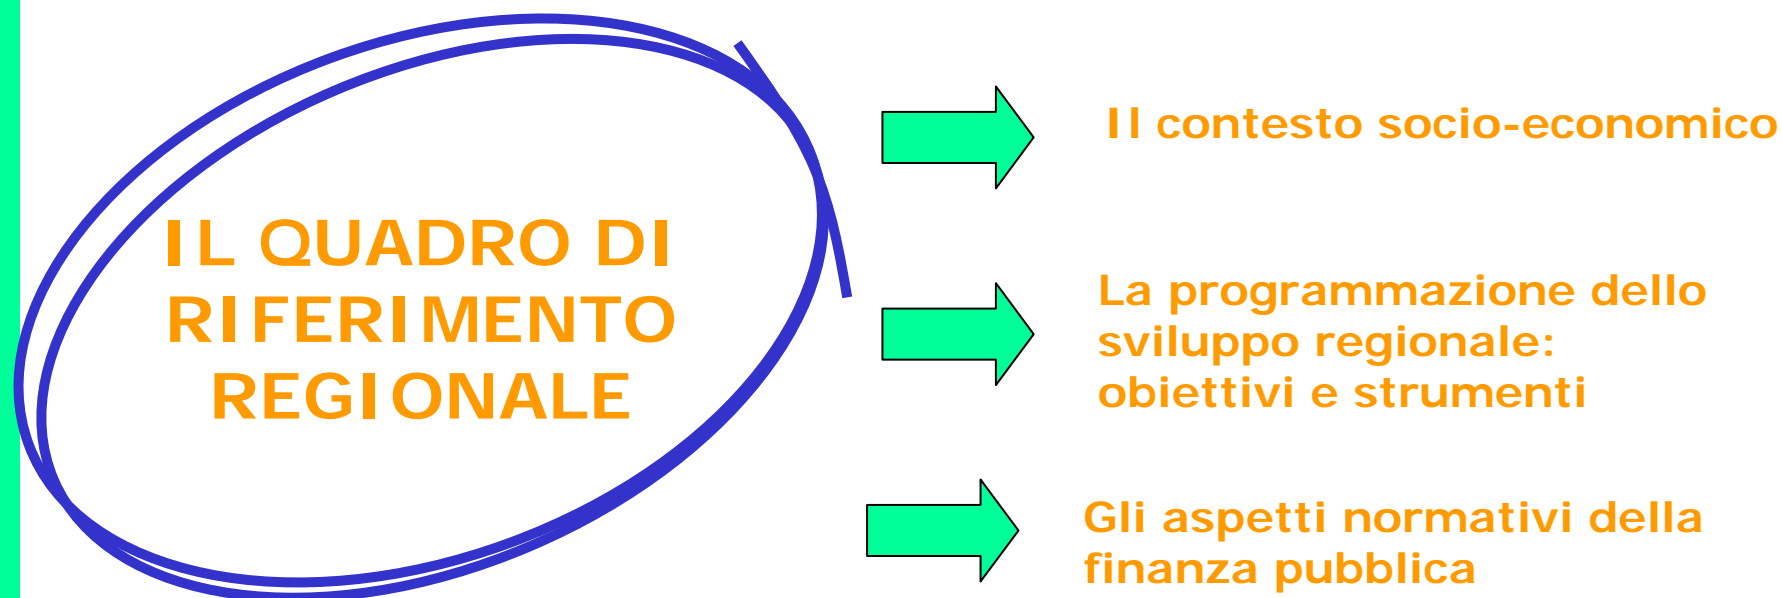 IL QUADRO DI
RIFERIMENTO
REGIONALE
Il contesto socio-economico
La programmazione dello
sviluppo regionale:
obiettivi e strumenti
Gli aspetti normativi della
finanza pubblica